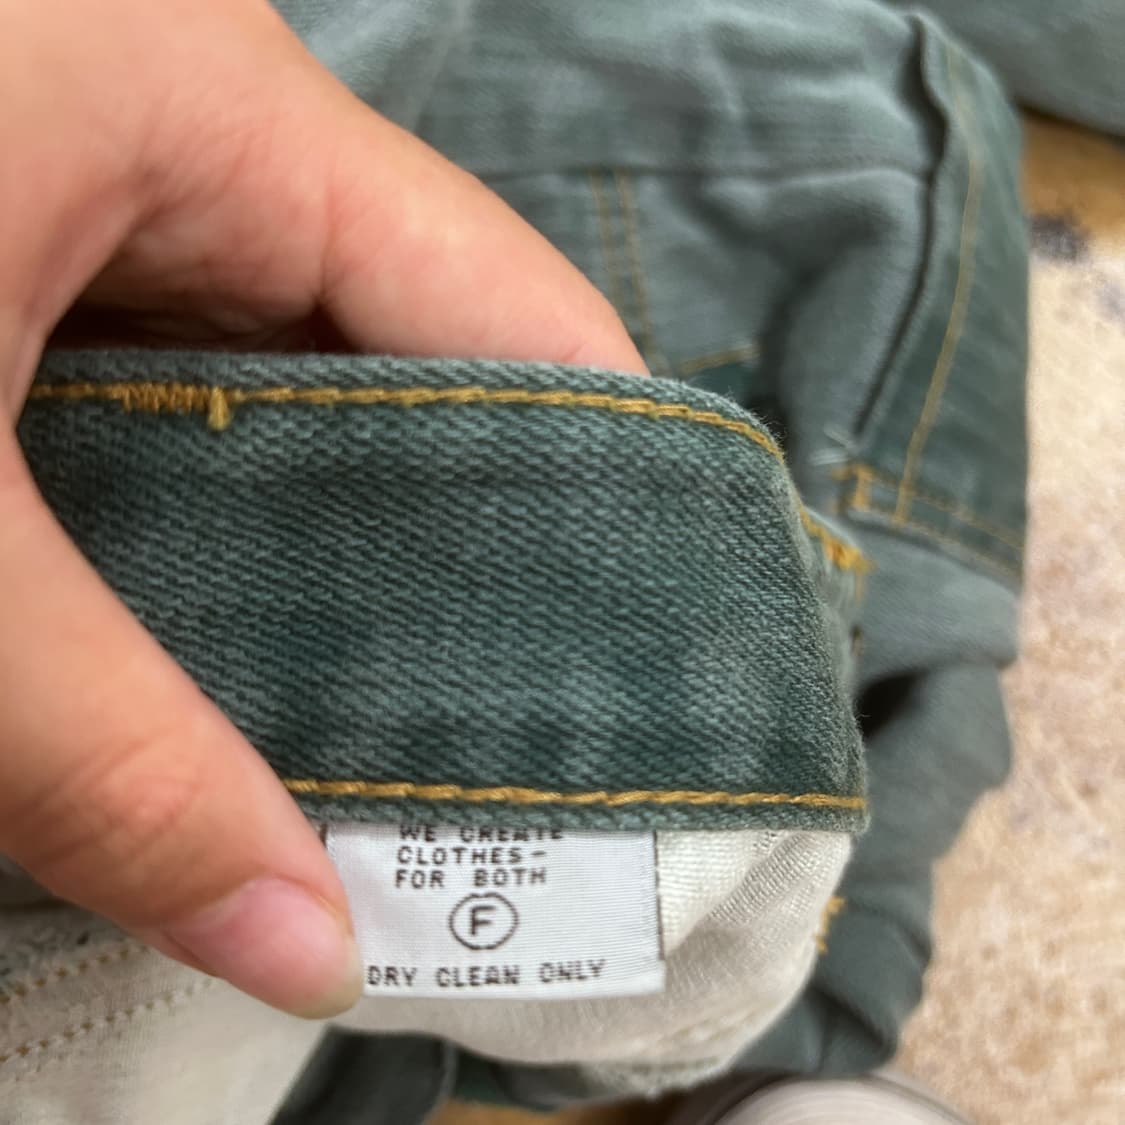 WE CREATE
CLOTHES-
FOR BOTH
F
DRY CLEAN ONLY